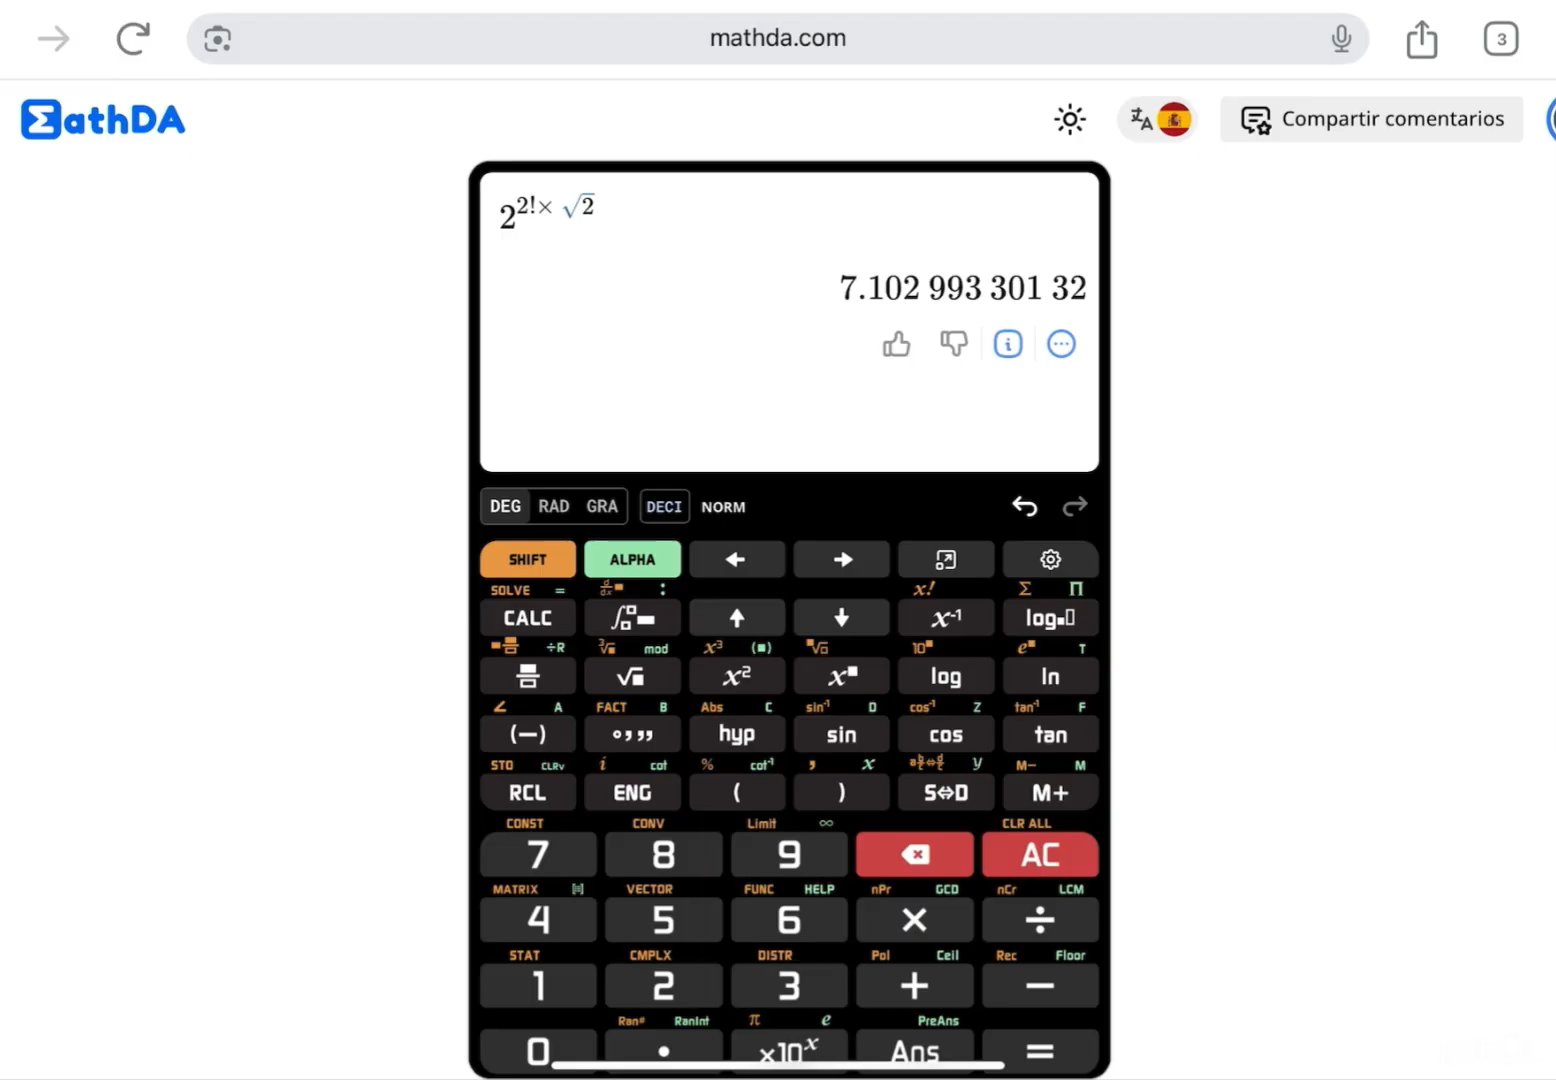 mathda.com
3
MathDA
Compartir comentarios
2^{2!× √2}
7.102 993 301 32
DEG RAD GRA DECI NORM
SHIFT ALPHA
SOLVE = d/dx : x! Σ Π
CALC x⁻¹ log
÷R ∛ mod x³ (■) √ 10 e T
√ x² x log ln
∠ A FACT B Abs C sin⁻¹ D cos⁻¹ Z tan⁻¹ F
(−) °,,, hyp sin cos tan
STO CLRv i cot % cot⁻¹ , x a b/c⇔d/c y M− M
RCL ENG ( ) S⇔D M+
CONST CONV Limit ∞ CLR ALL
7 8 9 AC
MATRIX VECTOR FUNC HELP nPr GCD nCr LCM
4 5 6 × ÷
STAT CMPLX DISTR Pol Ceil Rec Floor
1 2 3 + −
Ran# RanInt π e PreAns
0 • ×10ˣ Ans =